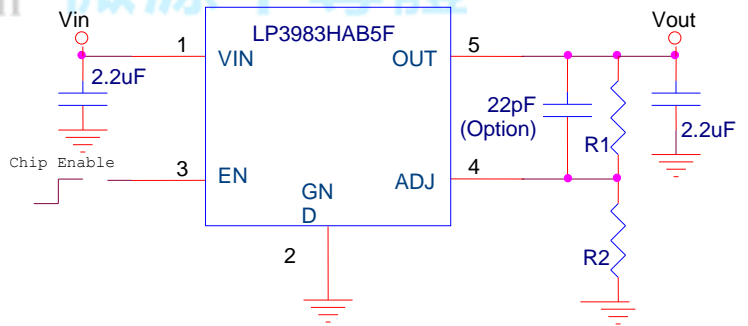 Vin
LP3983HAB5F
Vout
1
VIN
OUT
5
2.2uF
22pF
(Option)
R1
2.2uF
Chip Enable
3
EN
GN
D
ADJ
4
2
R2